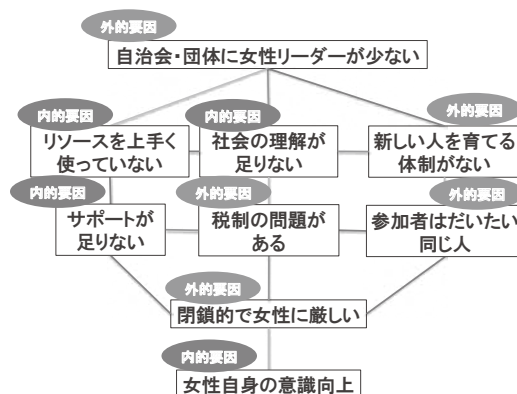 外的要因
自治会・団体に女性リーダーが少ない
内的要因
リソースを上手く
使っていない
内的要因
社会の理解が
足りない
外的要因
新しい人を育てる
体制がない
内的要因
サポートが
足りない
外的要因
税制の問題が
ある
外的要因
参加者はだいたい
同じ人
外的要因
閉鎖的で女性に厳しい
内的要因
女性自身の意識向上